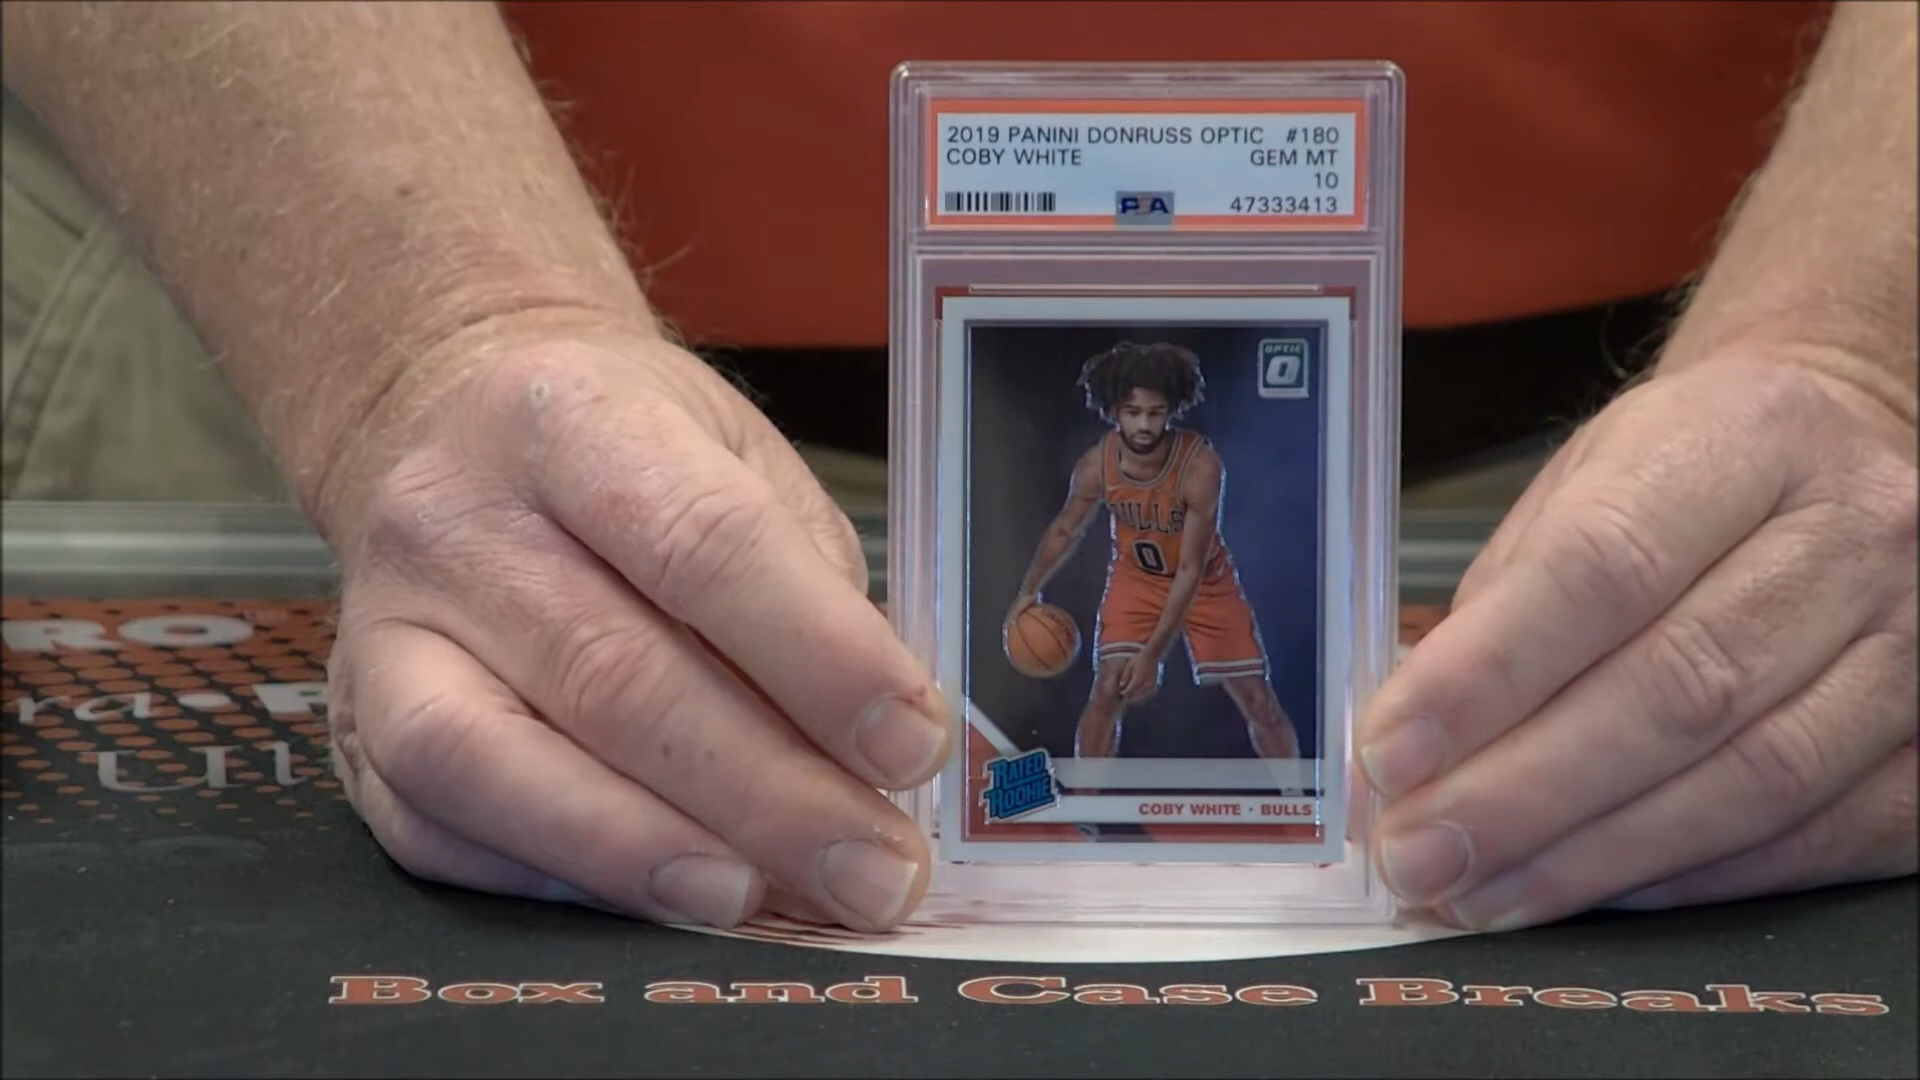 2019 PANINI DONRUSS OPTIC #180
COBY WHITE GEM MT
10
PSA 47333413
OPTIC
BULLS
0
RATED
ROOKIE
COBY WHITE · BULLS
Box and Case Breaks